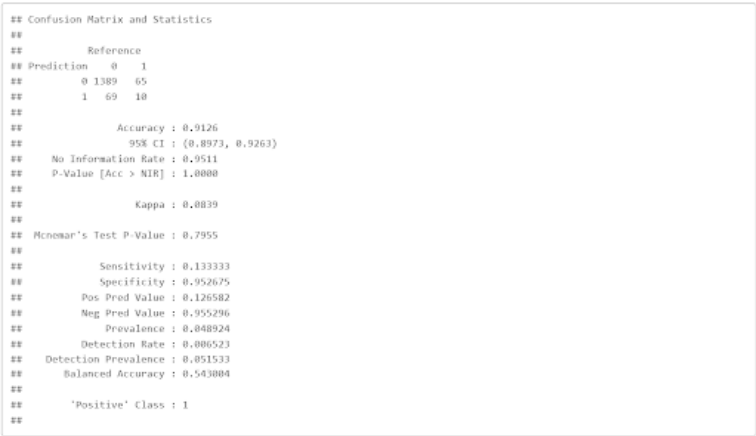 ## Confusion Matrix and Statistics
##
##           Reference
## Prediction    0    1
##          0 1389   65
##          1   69   10
##
##                Accuracy : 0.9126
##                  95% CI : (0.8973, 0.9263)
##     No Information Rate : 0.9511
##     P-Value [Acc > NIR] : 1.0000
##
##                   Kappa : 0.0839
##
##  Mcnemar's Test P-Value : 0.7955
##
##             Sensitivity : 0.133333
##             Specificity : 0.952675
##          Pos Pred Value : 0.126582
##          Neg Pred Value : 0.955296
##              Prevalence : 0.048924
##          Detection Rate : 0.006523
##    Detection Prevalence : 0.051533
##       Balanced Accuracy : 0.543004
##
##        'Positive' Class : 1
##